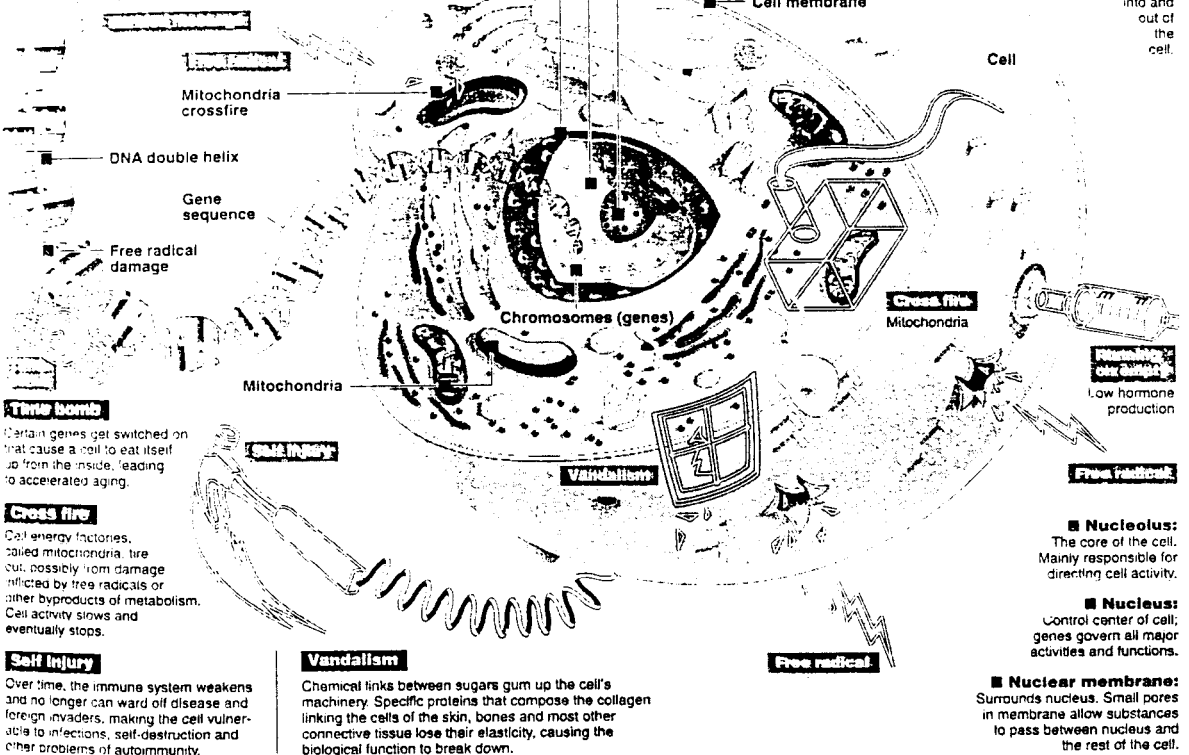 Cell membrane
into and
out of
the
cell.
Cell
Free radical
Mitochondria
crossfire
DNA double helix
Gene
sequence
Free radical
damage
Chromosomes (genes)
Cross fire
Mitochondria
Mitochondria
Low hormone
production
Time bomb
Certain genes get switched on
that cause a cell to eat itself
up from the inside, leading
to accelerated aging.
Self injury
Vandalism
Free radical
Cross fire
Cell energy factories,
called mitochondria, tire
out, possibly from damage
inflicted by free radicals or
other byproducts of metabolism.
Cell activity slows and
eventually stops.
Nucleolus:
The core of the cell.
Mainly responsible for
directing cell activity.
Nucleus:
Control center of cell;
genes govern all major
activities and functions.
Free radical
Self injury
Over time, the immune system weakens
and no longer can ward off disease and
foreign invaders, making the cell vulner-
able to infections, self-destruction and
other problems of autoimmunity.
Vandalism
Chemical links between sugars gum up the cell's
machinery. Specific proteins that compose the collagen
linking the cells of the skin, bones and most other
connective tissue lose their elasticity, causing the
biological function to break down.
Nuclear membrane:
Surrounds nucleus. Small pores
in membrane allow substances
to pass between nucleus and
the rest of the cell.